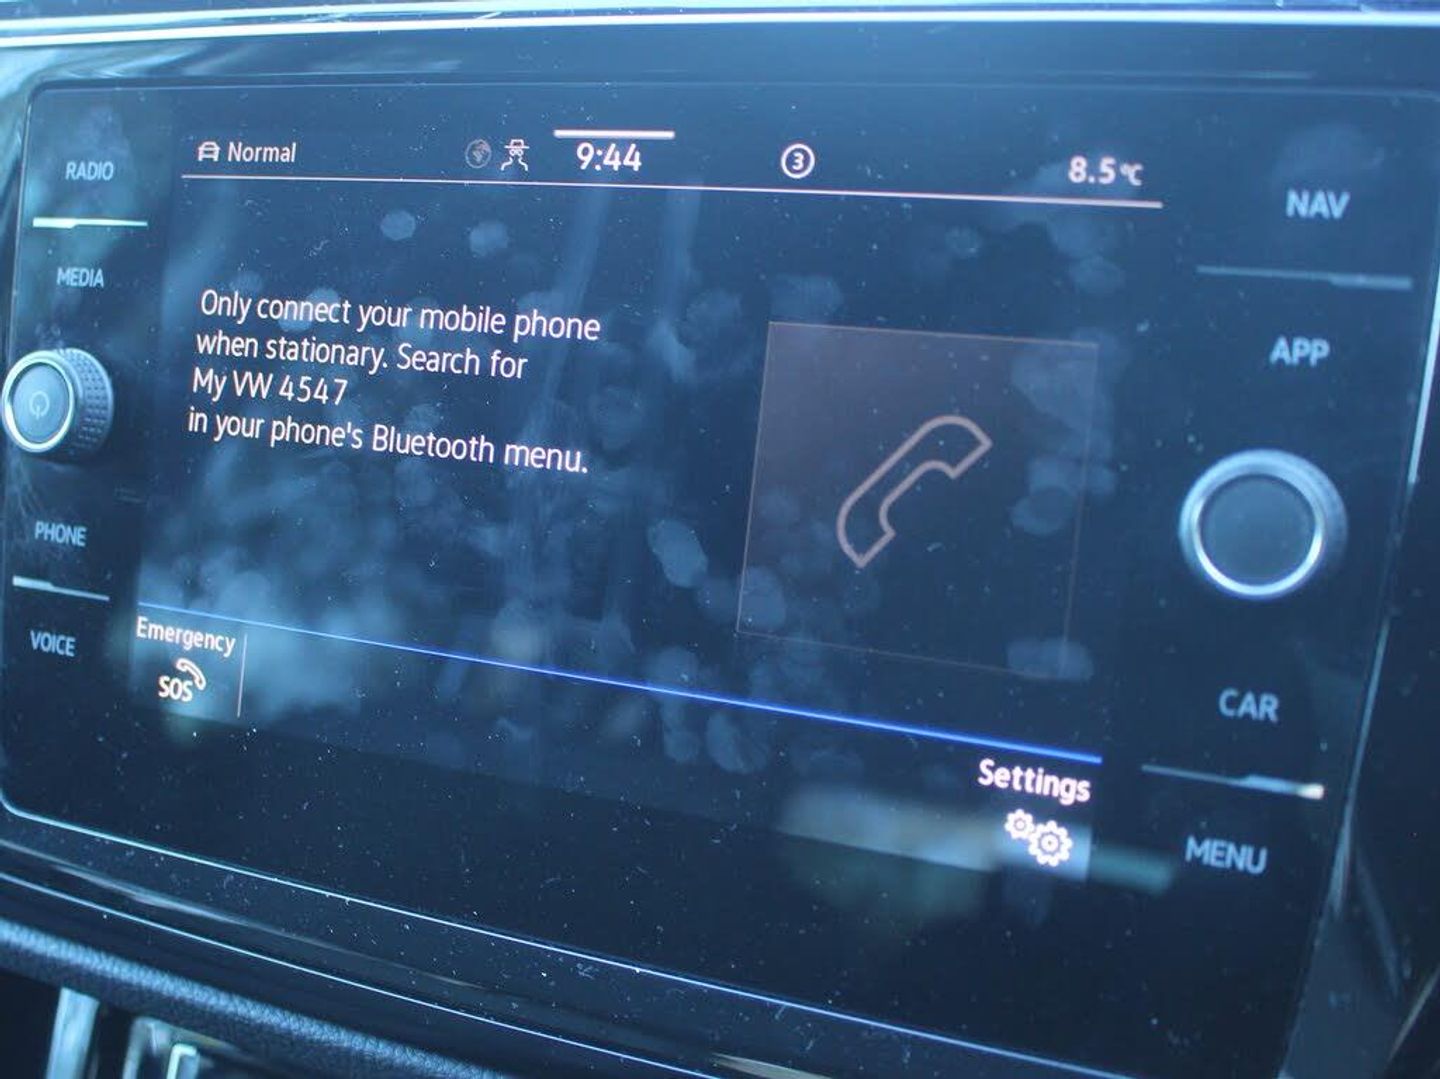 RADIO
MEDIA
PHONE
VOICE
Normal
9:44
3
8.5°C
Only connect your mobile phone
when stationary. Search for
My VW 4547
in your phone's Bluetooth menu.
Emergency
SOS
Settings
NAV
APP
CAR
MENU